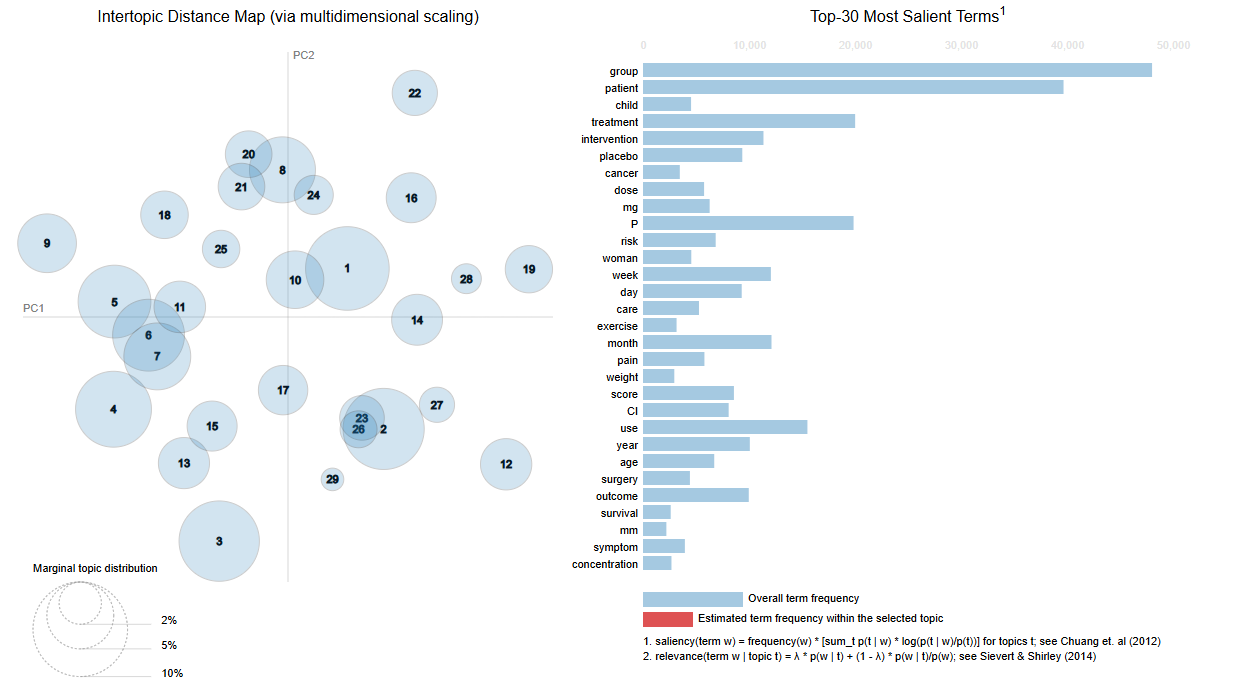 Intertopic Distance Map (via multidimensional scaling)
PC2
22
20
8
21
24
16
18
9
25
1
10
28
19
5
11
PC1
14
6
7
17
4
27
23
26
2
15
13
12
29
3
Marginal topic distribution
2%
5%
10%
Top-30 Most Salient Terms1
0 10,000 20,000 30,000 40,000 50,000
group
patient
child
treatment
intervention
placebo
cancer
dose
mg
P
risk
woman
week
day
care
exercise
month
pain
weight
score
CI
use
year
age
surgery
outcome
survival
mm
symptom
concentration
Overall term frequency
Estimated term frequency within the selected topic
1. saliency(term w) = frequency(w) * [sum_t p(t | w) * log(p(t | w)/p(t))] for topics t; see Chuang et. al (2012)
2. relevance(term w | topic t) = λ * p(w | t) + (1 - λ) * p(w | t)/p(w); see Sievert & Shirley (2014)